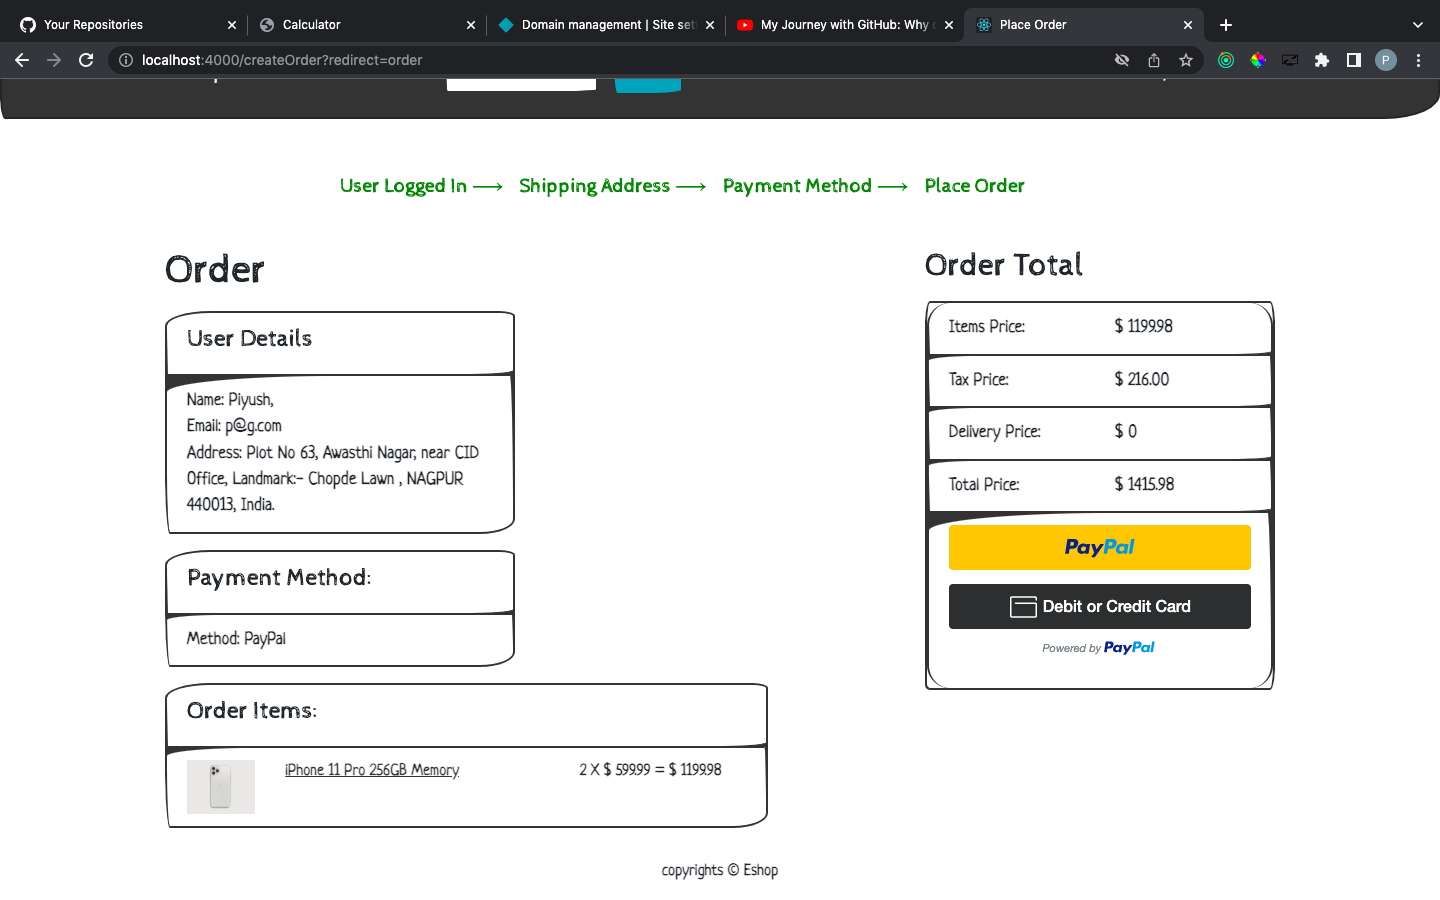 Your Repositories
Calculator
Domain management | Site set
My Journey with GitHub: Why
Place Order
localhost:4000/createOrder?redirect=order
P
User Logged In ⟶ Shipping Address ⟶ Payment Method ⟶ Place Order
Order
User Details
Name: Piyush,
Email: p@g.com
Address: Plot No 63, Awasthi Nagar, near CID
Office, Landmark:- Chopde Lawn , NAGPUR
440013, India.
Payment Method:
Method: PayPal
Order Items:
iPhone 11 Pro 256GB Memory 2 X $ 599.99 = $ 1199.98
Order Total
Items Price: $ 1199.98
Tax Price: $ 216.00
Delivery Price: $ 0
Total Price: $ 1415.98
PayPal
Debit or Credit Card
Powered by PayPal
copyrights © Eshop